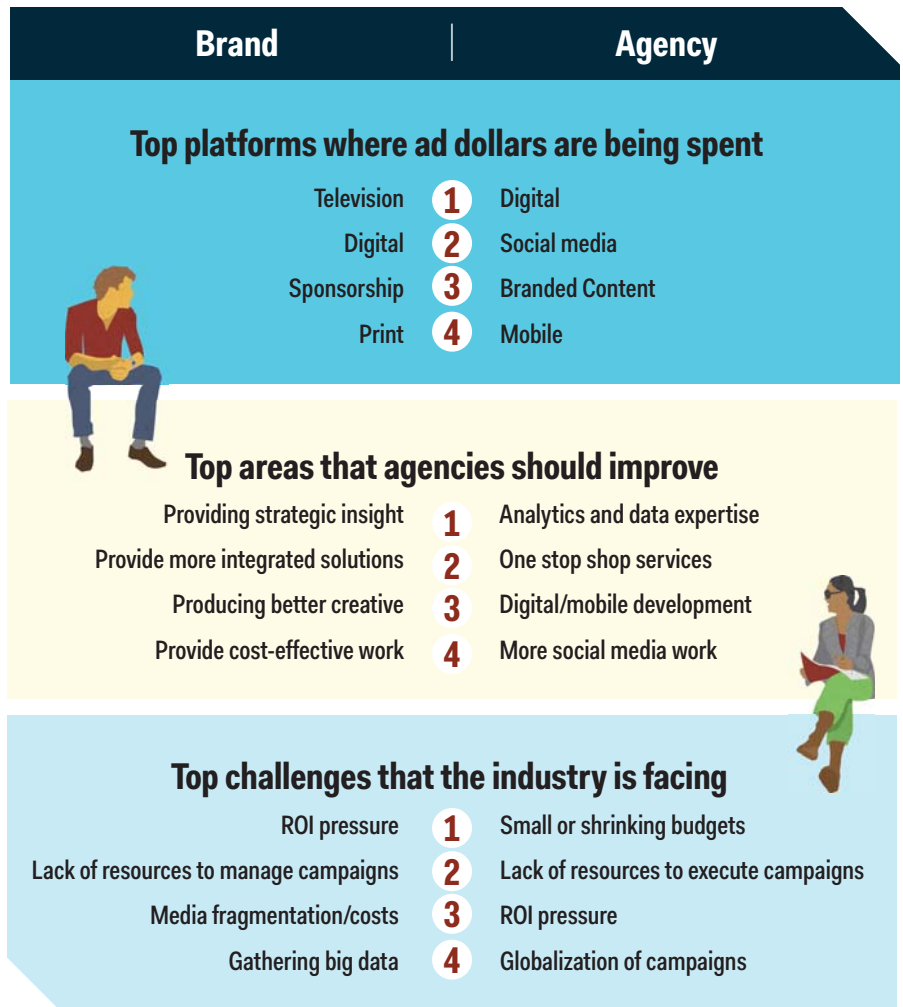 Brand | Agency
Top platforms where ad dollars are being spent
Television 1 Digital
Digital 2 Social media
Sponsorship 3 Branded Content
Print 4 Mobile
Top areas that agencies should improve
Providing strategic insight 1 Analytics and data expertise
Provide more integrated solutions 2 One stop shop services
Producing better creative 3 Digital/mobile development
Provide cost-effective work 4 More social media work
Top challenges that the industry is facing
ROI pressure 1 Small or shrinking budgets
Lack of resources to manage campaigns 2 Lack of resources to execute campaigns
Media fragmentation/costs 3 ROI pressure
Gathering big data 4 Globalization of campaigns